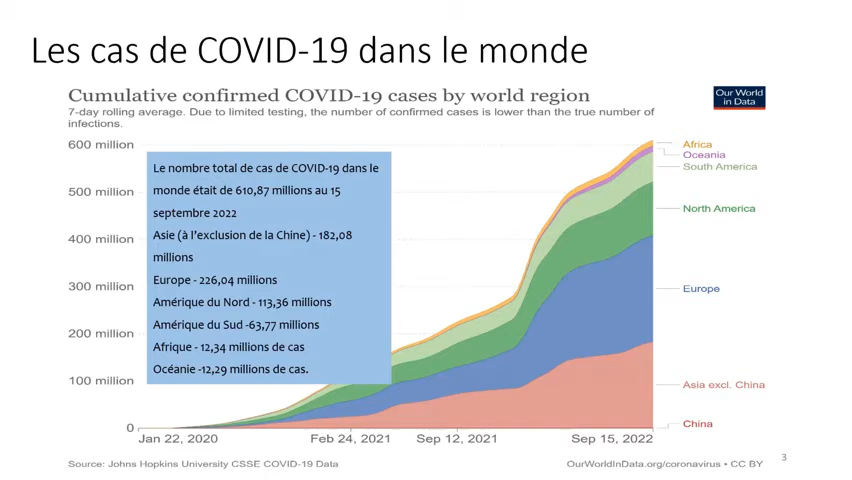 Les cas de COVID-19 dans le monde
Cumulative confirmed COVID-19 cases by world region
7-day rolling average. Due to limited testing, the number of confirmed cases is lower than the true number of
infections.
Our World
in Data
600 million
500 million
400 million
300 million
200 million
100 million
0
Le nombre total de cas de COVID-19 dans le
monde était de 610,87 millions au 15
septembre 2022
Asie (à l'exclusion de la Chine) - 182,08
millions
Europe - 226,04 millions
Amérique du Nord - 113,36 millions
Amérique du Sud -63,77 millions
Afrique - 12,34 millions de cas
Océanie -12,29 millions de cas.
Africa
Oceania
South America
North America
Europe
Asia excl. China
China
Jan 22, 2020
Feb 24, 2021
Sep 12, 2021
Sep 15, 2022
Source: Johns Hopkins University CSSE COVID-19 Data
OurWorldInData.org/coronavirus • CC BY
3